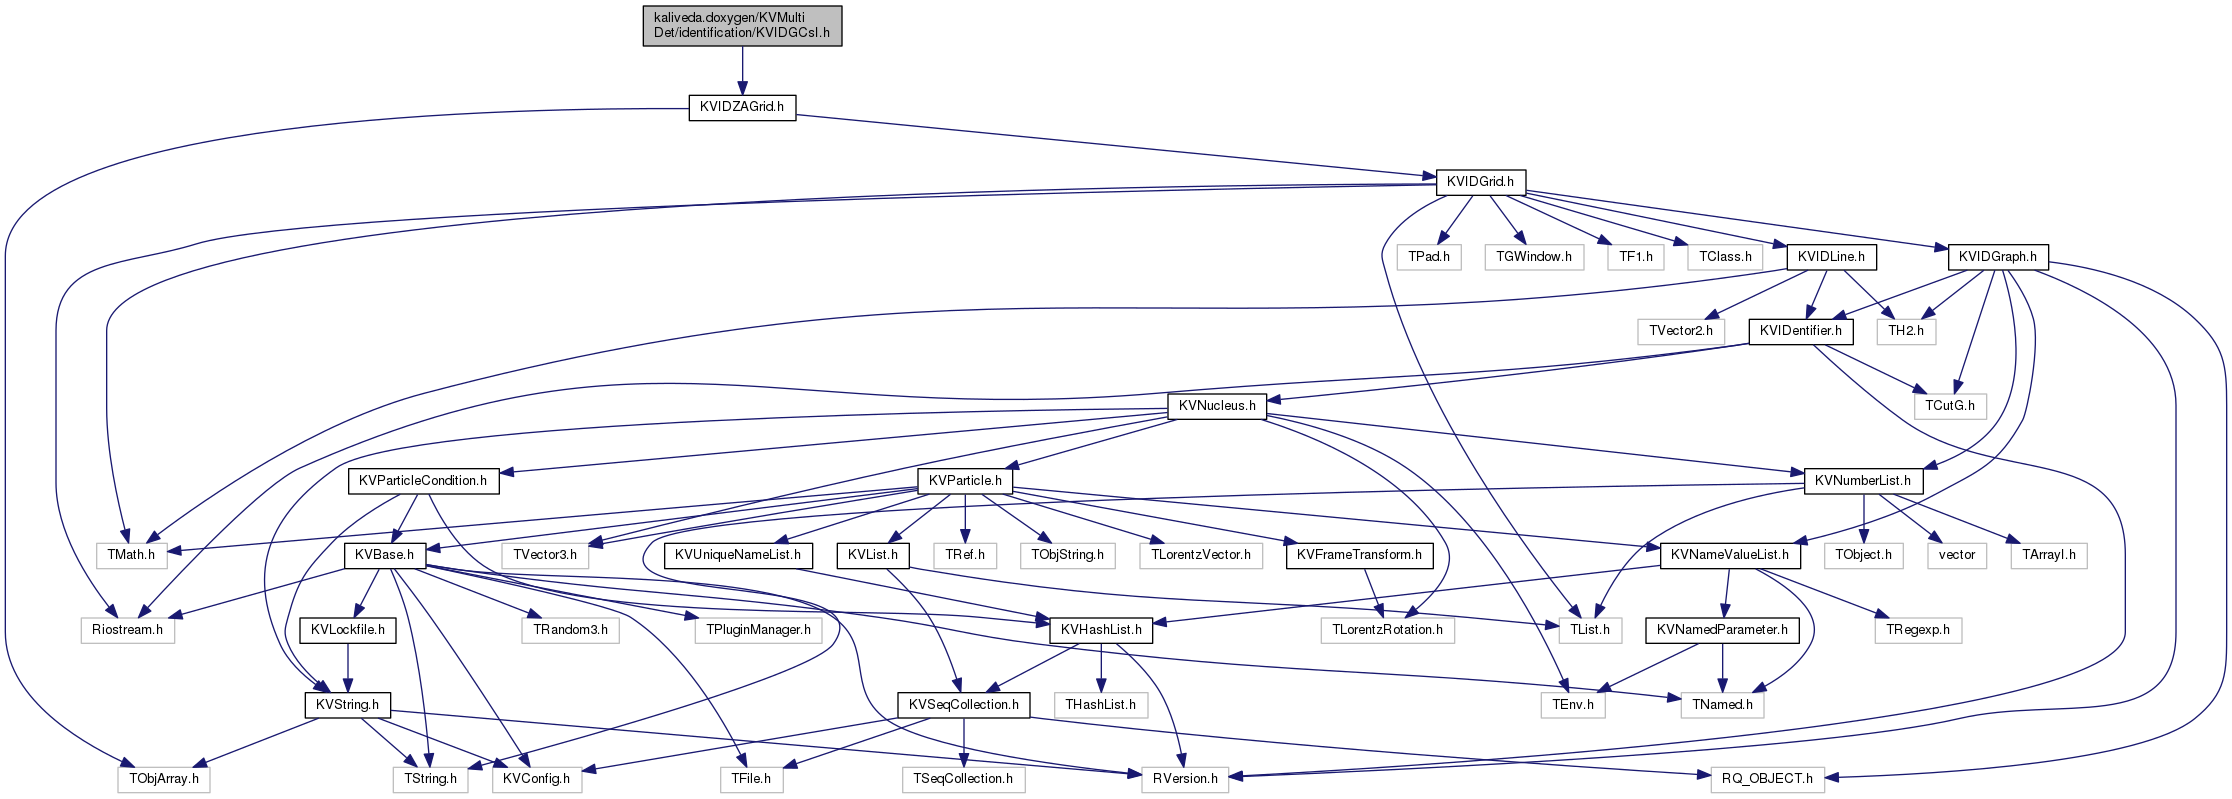 kaliveda.doxygen/KVMulti
Det/identification/KVIDGCsI.h
KVIDZAGrid.h
KVIDGrid.h
TPad.h
TGWindow.h
TF1.h
TClass.h
KVIDLine.h
KVIDGraph.h
TVector2.h
KVIDentifier.h
TH2.h
KVNucleus.h
TCutG.h
KVParticleCondition.h
KVParticle.h
KVNumberList.h
TMath.h
KVBase.h
TVector3.h
KVUniqueNameList.h
KVList.h
TRef.h
TObjString.h
TLorentzVector.h
KVFrameTransform.h
KVNameValueList.h
TObject.h
vector
TArrayI.h
Riostream.h
KVLockfile.h
TRandom3.h
TPluginManager.h
KVHashList.h
TLorentzRotation.h
TList.h
KVNamedParameter.h
TRegexp.h
KVString.h
KVSeqCollection.h
THashList.h
TEnv.h
TNamed.h
TObjArray.h
TString.h
KVConfig.h
TFile.h
TSeqCollection.h
RVersion.h
RQ_OBJECT.h